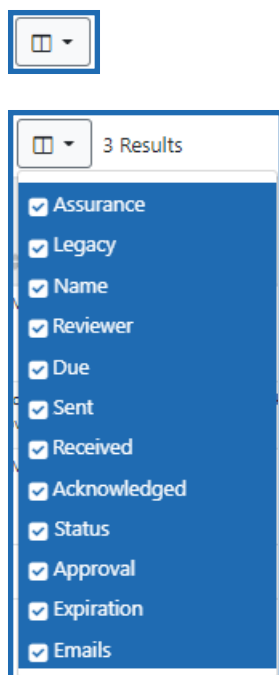 3 Results
Assurance
Legacy
Name
Reviewer
Due
Sent
Received
Acknowledged
Status
Approval
Expiration
Emails